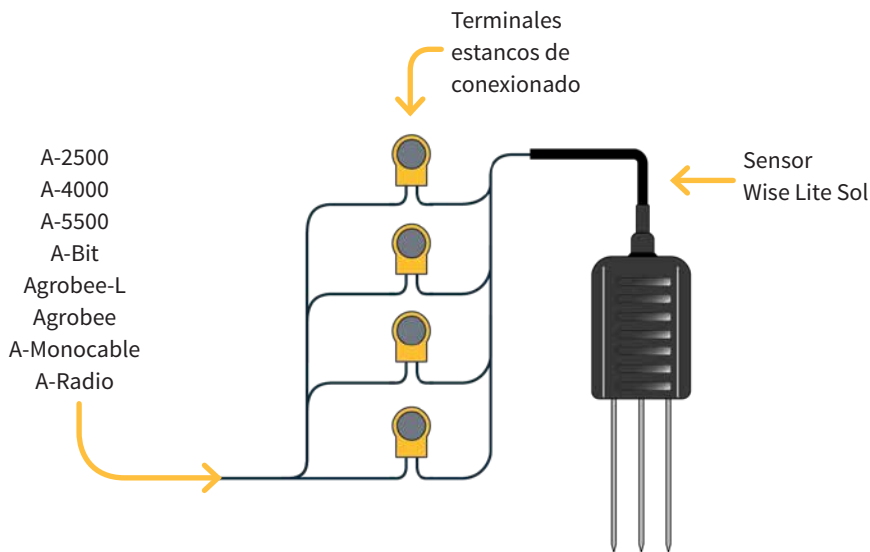 Terminales
estancos de
conexionado
A-2500
A-4000
A-5500
A-Bit
Agrobee-L
Agrobee
A-Monocable
A-Radio
Sensor
Wise Lite Sol